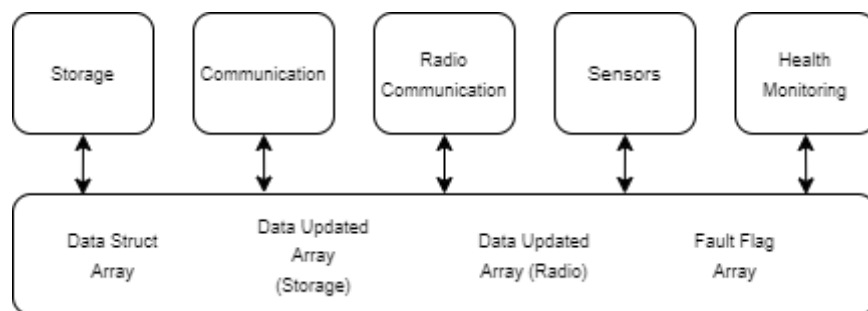 Storage
Communication
Radio
Communication
Sensors
Health
Monitoring
Data Struct
Array
Data Updated
Array
(Storage)
Data Updated
Array (Radio)
Fault Flag
Array